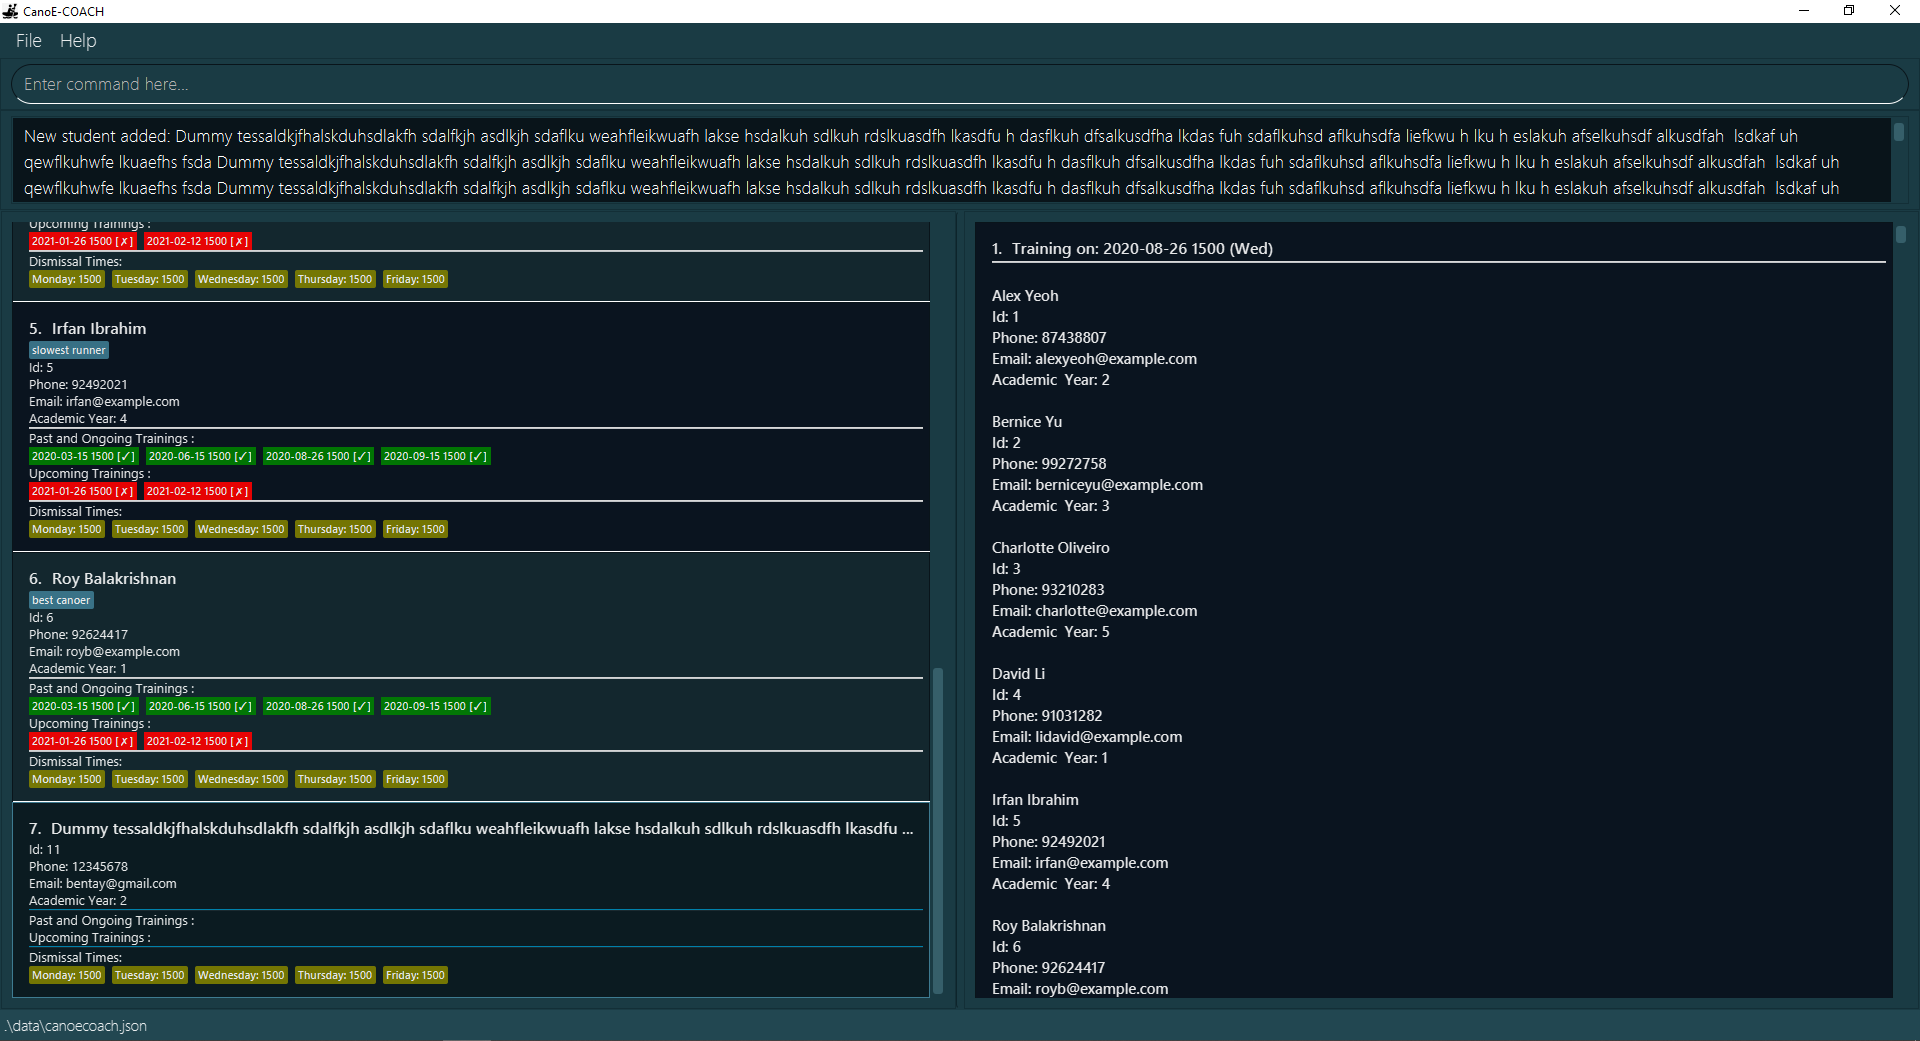 CanoE-COACH
File Help
Enter command here...
New student added: Dummy tessaldkjfhalskduhsdlakfh sdalfkjh asdlkjh sdaflku weahfleikwuafh lakse hsdalkuh sdlkuh rdslkuasdfh lkasdfu h dasflkuh dfsalkusdfha lkdas fuh sdaflkuhsd aflkuhsdfa liefkwu h lku h eslakuh afselkuhsdf alkusdfah  lsdkaf uh
qewflkuhwfe lkuaefhs fsda Dummy tessaldkjfhalskduhsdlakfh sdalfkjh asdlkjh sdaflku weahfleikwuafh lakse hsdalkuh sdlkuh rdslkuasdfh lkasdfu h dasflkuh dfsalkusdfha lkdas fuh sdaflkuhsd aflkuhsdfa liefkwu h lku h eslakuh afselkuhsdf alkusdfah  lsdkaf uh
qewflkuhwfe lkuaefhs fsda Dummy tessaldkjfhalskduhsdlakfh sdalfkjh asdlkjh sdaflku weahfleikwuafh lakse hsdalkuh sdlkuh rdslkuasdfh lkasdfu h dasflkuh dfsalkusdfha lkdas fuh sdaflkuhsd aflkuhsdfa liefkwu h lku h eslakuh afselkuhsdf alkusdfah  lsdkaf uh
Upcoming Trainings :
2021-01-26 1500 [✗] 2021-02-12 1500 [✗]
Dismissal Times:
Monday: 1500 Tuesday: 1500 Wednesday: 1500 Thursday: 1500 Friday: 1500
5. Irfan Ibrahim
slowest runner
Id: 5
Phone: 92492021
Email: irfan@example.com
Academic Year: 4
Past and Ongoing Trainings :
2020-03-15 1500 [✓] 2020-06-15 1500 [✓] 2020-08-26 1500 [✓] 2020-09-15 1500 [✓]
Upcoming Trainings :
2021-01-26 1500 [✗] 2021-02-12 1500 [✗]
Dismissal Times:
Monday: 1500 Tuesday: 1500 Wednesday: 1500 Thursday: 1500 Friday: 1500
6. Roy Balakrishnan
best canoer
Id: 6
Phone: 92624417
Email: royb@example.com
Academic Year: 1
Past and Ongoing Trainings :
2020-03-15 1500 [✓] 2020-06-15 1500 [✓] 2020-08-26 1500 [✓] 2020-09-15 1500 [✓]
Upcoming Trainings :
2021-01-26 1500 [✗] 2021-02-12 1500 [✗]
Dismissal Times:
Monday: 1500 Tuesday: 1500 Wednesday: 1500 Thursday: 1500 Friday: 1500
7. Dummy tessaldkjfhalskduhsdlakfh sdalfkjh asdlkjh sdaflku weahfleikwuafh lakse hsdalkuh sdlkuh rdslkuasdfh lkasdfu ...
Id: 11
Phone: 12345678
Email: bentay@gmail.com
Academic Year: 2
Past and Ongoing Trainings :
Upcoming Trainings :
Dismissal Times:
Monday: 1500 Tuesday: 1500 Wednesday: 1500 Thursday: 1500 Friday: 1500
1. Training on: 2020-08-26 1500 (Wed)
Alex Yeoh
Id: 1
Phone: 87438807
Email: alexyeoh@example.com
Academic Year: 2
Bernice Yu
Id: 2
Phone: 99272758
Email: berniceyu@example.com
Academic Year: 3
Charlotte Oliveiro
Id: 3
Phone: 93210283
Email: charlotte@example.com
Academic Year: 5
David Li
Id: 4
Phone: 91031282
Email: lidavid@example.com
Academic Year: 1
Irfan Ibrahim
Id: 5
Phone: 92492021
Email: irfan@example.com
Academic Year: 4
Roy Balakrishnan
Id: 6
Phone: 92624417
Email: royb@example.com
.\data\canoecoach.json